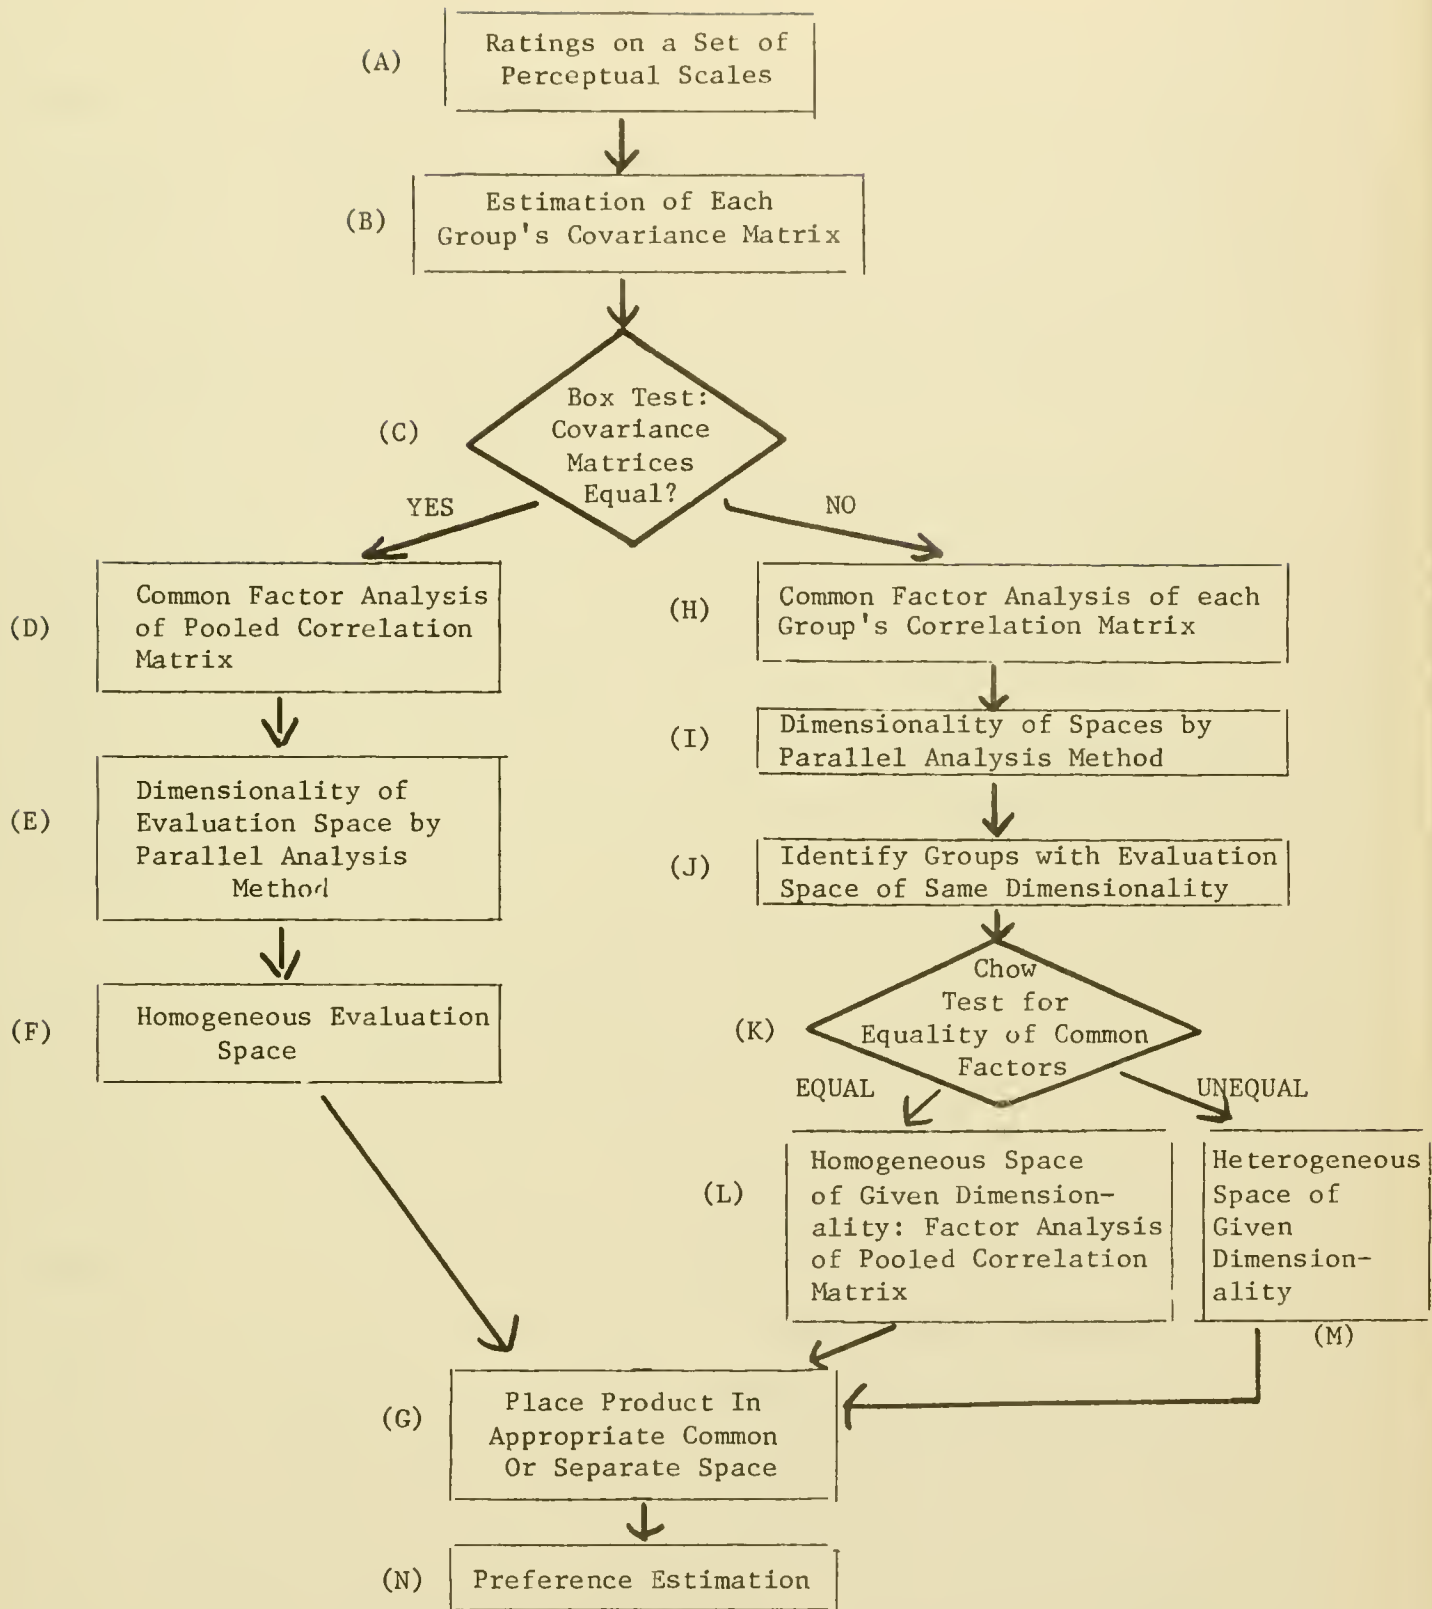 (A)
Ratings on a Set of
Perceptual Scales
(B)
Estimation of Each
Group's Covariance Matrix
(C)
Box Test:
Covariance
Matrices
Equal?
YES
NO
(D)
Common Factor Analysis
of Pooled Correlation
Matrix
(E)
Dimensionality of
Evaluation Space by
Parallel Analysis
Method
(F)
Homogeneous Evaluation
Space
(H)
Common Factor Analysis of each
Group's Correlation Matrix
(I)
Dimensionality of Spaces by
Parallel Analysis Method
(J)
Identify Groups with Evaluation
Space of Same Dimensionality
(K)
Chow
Test for
Equality of Common
Factors
EQUAL
UNEQUAL
(L)
Homogeneous Space
of Given Dimension-
ality: Factor Analysis
of Pooled Correlation
Matrix
Heterogeneous
Space of
Given
Dimension-
ality
(M)
(G)
Place Product In
Appropriate Common
Or Separate Space
(N)
Preference Estimation